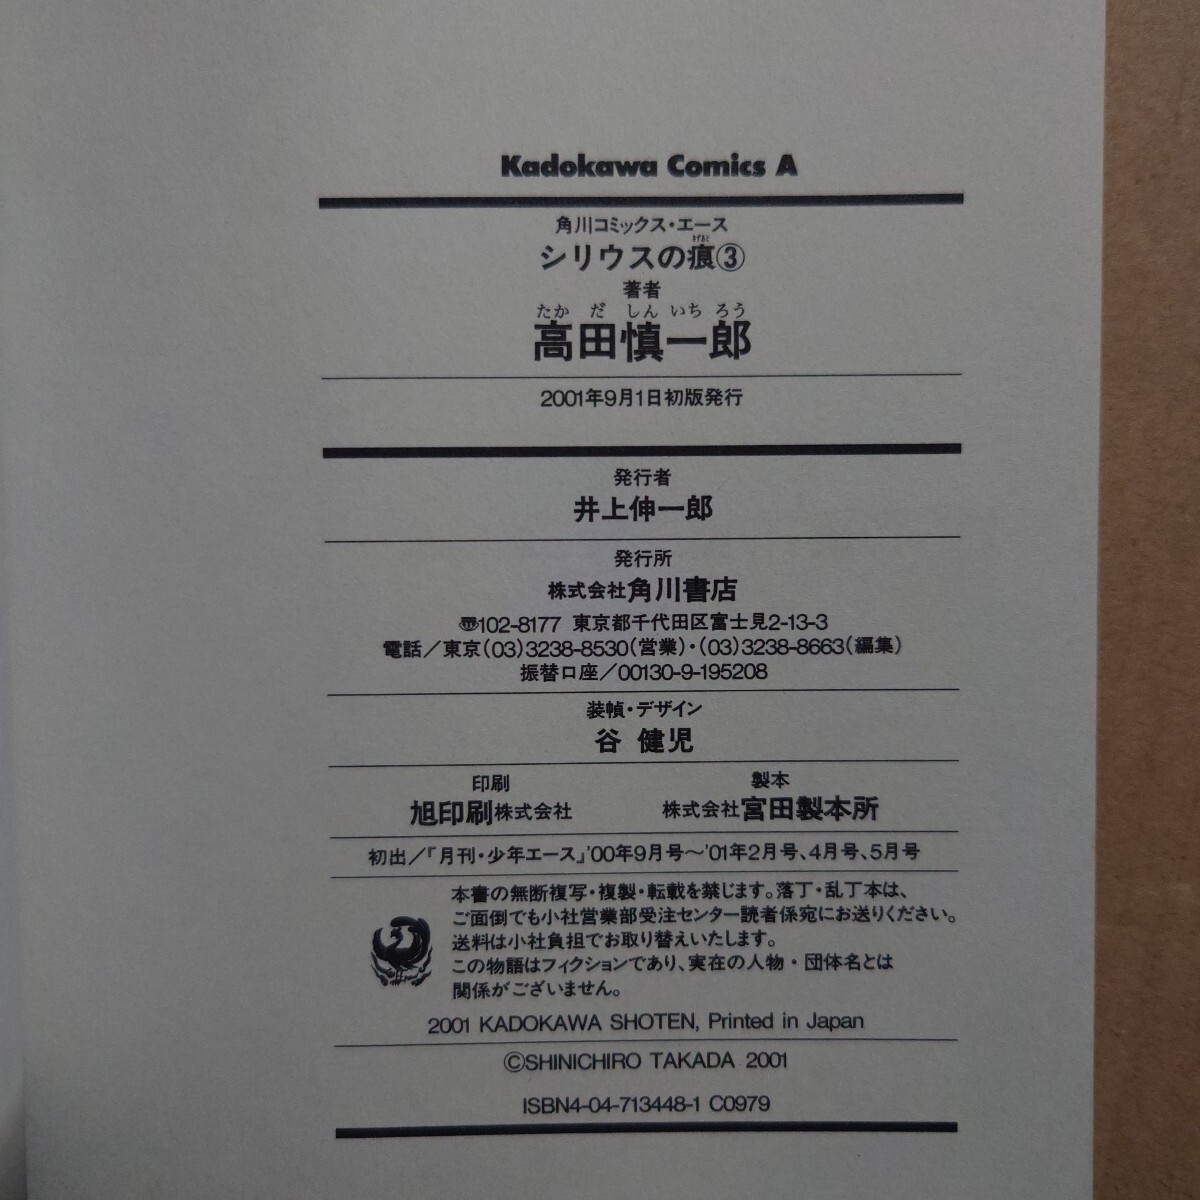 Kadokawa Comics A
角川コミックス・エース
シリウスの痕③
著者
たか だ しん いち ろう
高田慎一郎
2001年9月1日初版発行
発行者
井上伸一郎
発行所
株式会社角川書店
〠102-8177 東京都千代田区富士見2-13-3
電話／東京(03)3238-8530(営業)・(03)3238-8663(編集)
振替口座／00130-9-195208
装幀・デザイン
谷 健児
印刷 製本
旭印刷株式会社 株式会社宮田製本所
初出／『月刊・少年エース』'00年9月号〜'01年2月号、4月号、5月号
本書の無断複写・複製・転載を禁じます。落丁・乱丁本は、
ご面倒でも小社営業部受注センター読者係宛にお送りください。
送料は小社負担でお取り替えいたします。
この物語はフィクションであり、実在の人物・団体名とは
関係がございません。
2001 KADOKAWA SHOTEN, Printed in Japan
©SHINICHIRO TAKADA 2001
ISBN4-04-713448-1 C0979